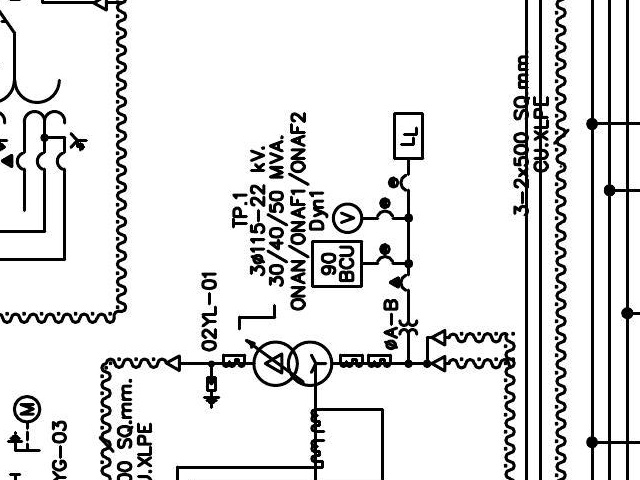 TP.1
3ø115-22 kV.
30/40/50 MVA.
ONAN/ONAF1/ONAF2
Dyn1
LL
V
90
BCU
øA-B
02YL-01
3-2x500 SQ.mm.
CU.XLPE
M
YG-03
00 SQ.mm.
U.XLPE